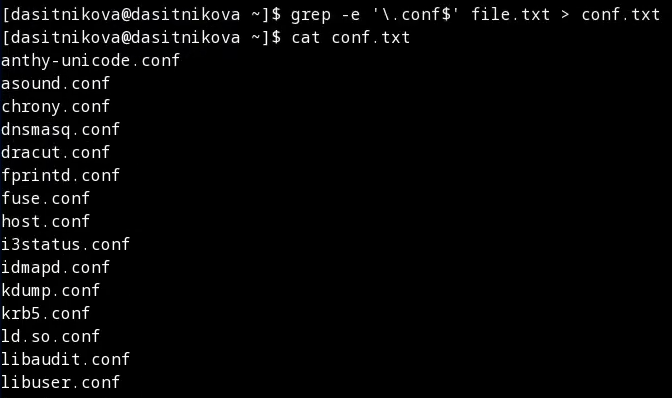 [dasitnikova@dasitnikova ~]$ grep -e '\.conf$' file.txt > conf.txt
[dasitnikova@dasitnikova ~]$ cat conf.txt
anthy-unicode.conf
asound.conf
chrony.conf
dnsmasq.conf
dracut.conf
fprintd.conf
fuse.conf
host.conf
i3status.conf
idmapd.conf
kdump.conf
krb5.conf
ld.so.conf
libaudit.conf
libuser.conf